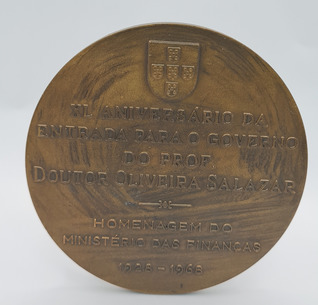 XL ANIVERSÁRIO DA
ENTRADA PARA O GOVERNO
DO PROF.
DOUTOR OLIVEIRA SALAZAR
HOMENAGEM DO
MINISTÉRIO DAS FINANÇAS
1928-1968